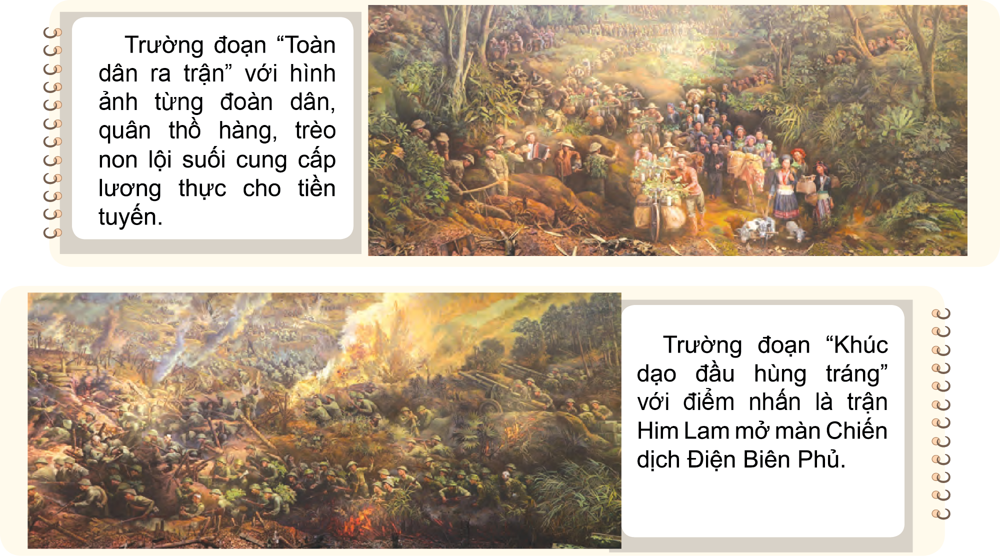 Trường đoạn “Toàn
dân ra trận” với hình
ảnh từng đoàn dân,
quân thồ hàng, trèo
non lội suối cung cấp
lương thực cho tiền
tuyến.
Trường đoạn “Khúc
dạo đầu hùng tráng”
với điểm nhấn là trận
Him Lam mở màn Chiến
dịch Điện Biên Phủ.